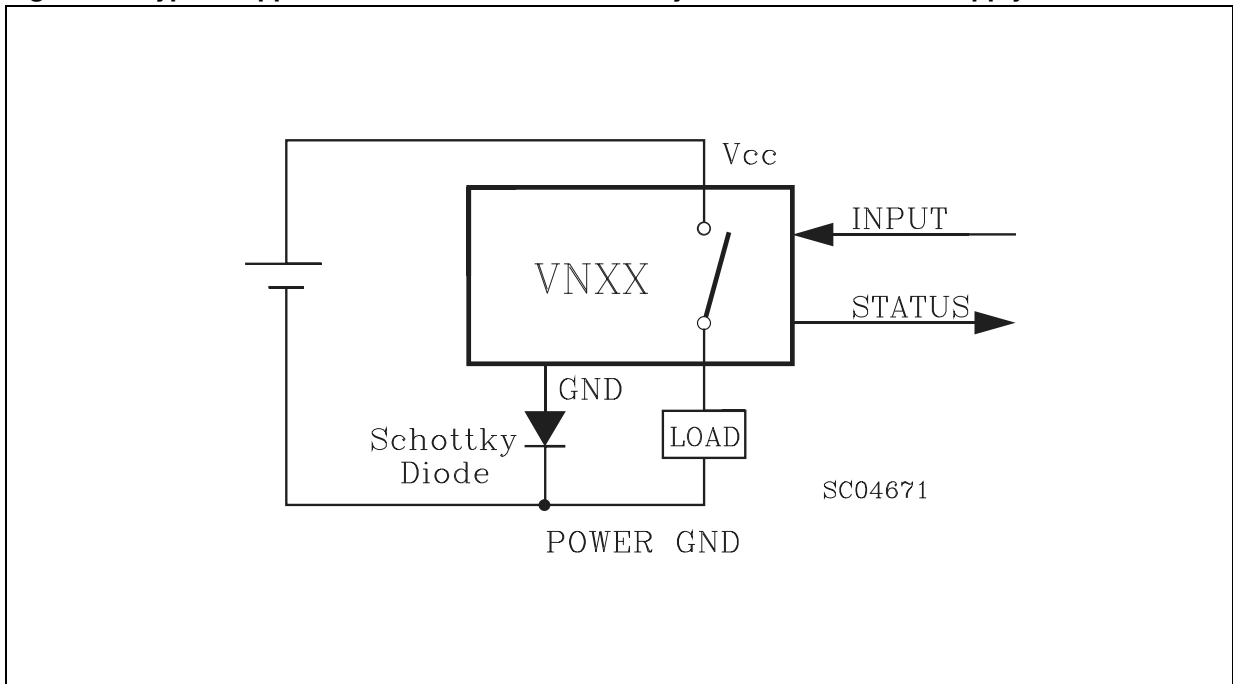 Vcc
INPUT
VNXX
STATUS
GND
Schottky
Diode
LOAD
SC04671
POWER GND